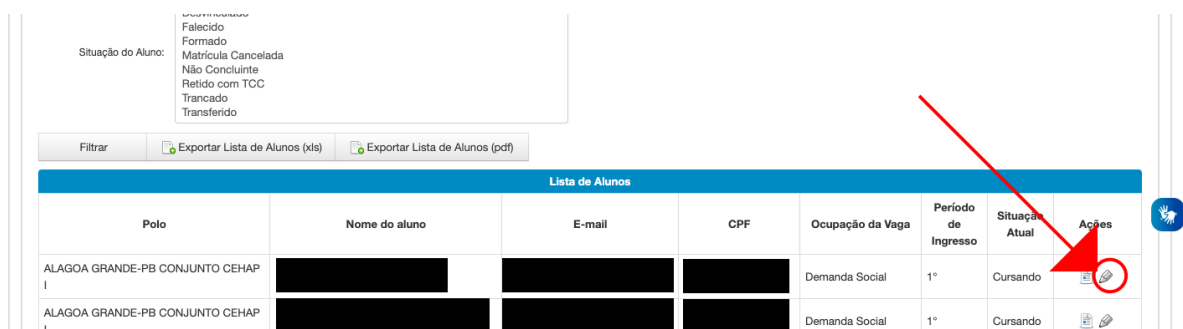 Desvinculado
Falecido
Formado
Situação do Aluno:
Matrícula Cancelada
Não Concluinte
Retido com TCC
Trancado
Transferido
Filtrar Exportar Lista de Alunos (xls) Exportar Lista de Alunos (pdf)
Lista de Alunos
Polo Nome do aluno E-mail CPF Ocupação da Vaga Período de Ingresso Situação Atual Ações
ALAGOA GRANDE-PB CONJUNTO CEHAP I Demanda Social 1° Cursando
ALAGOA GRANDE-PB CONJUNTO CEHAP Demanda Social 1° Cursando